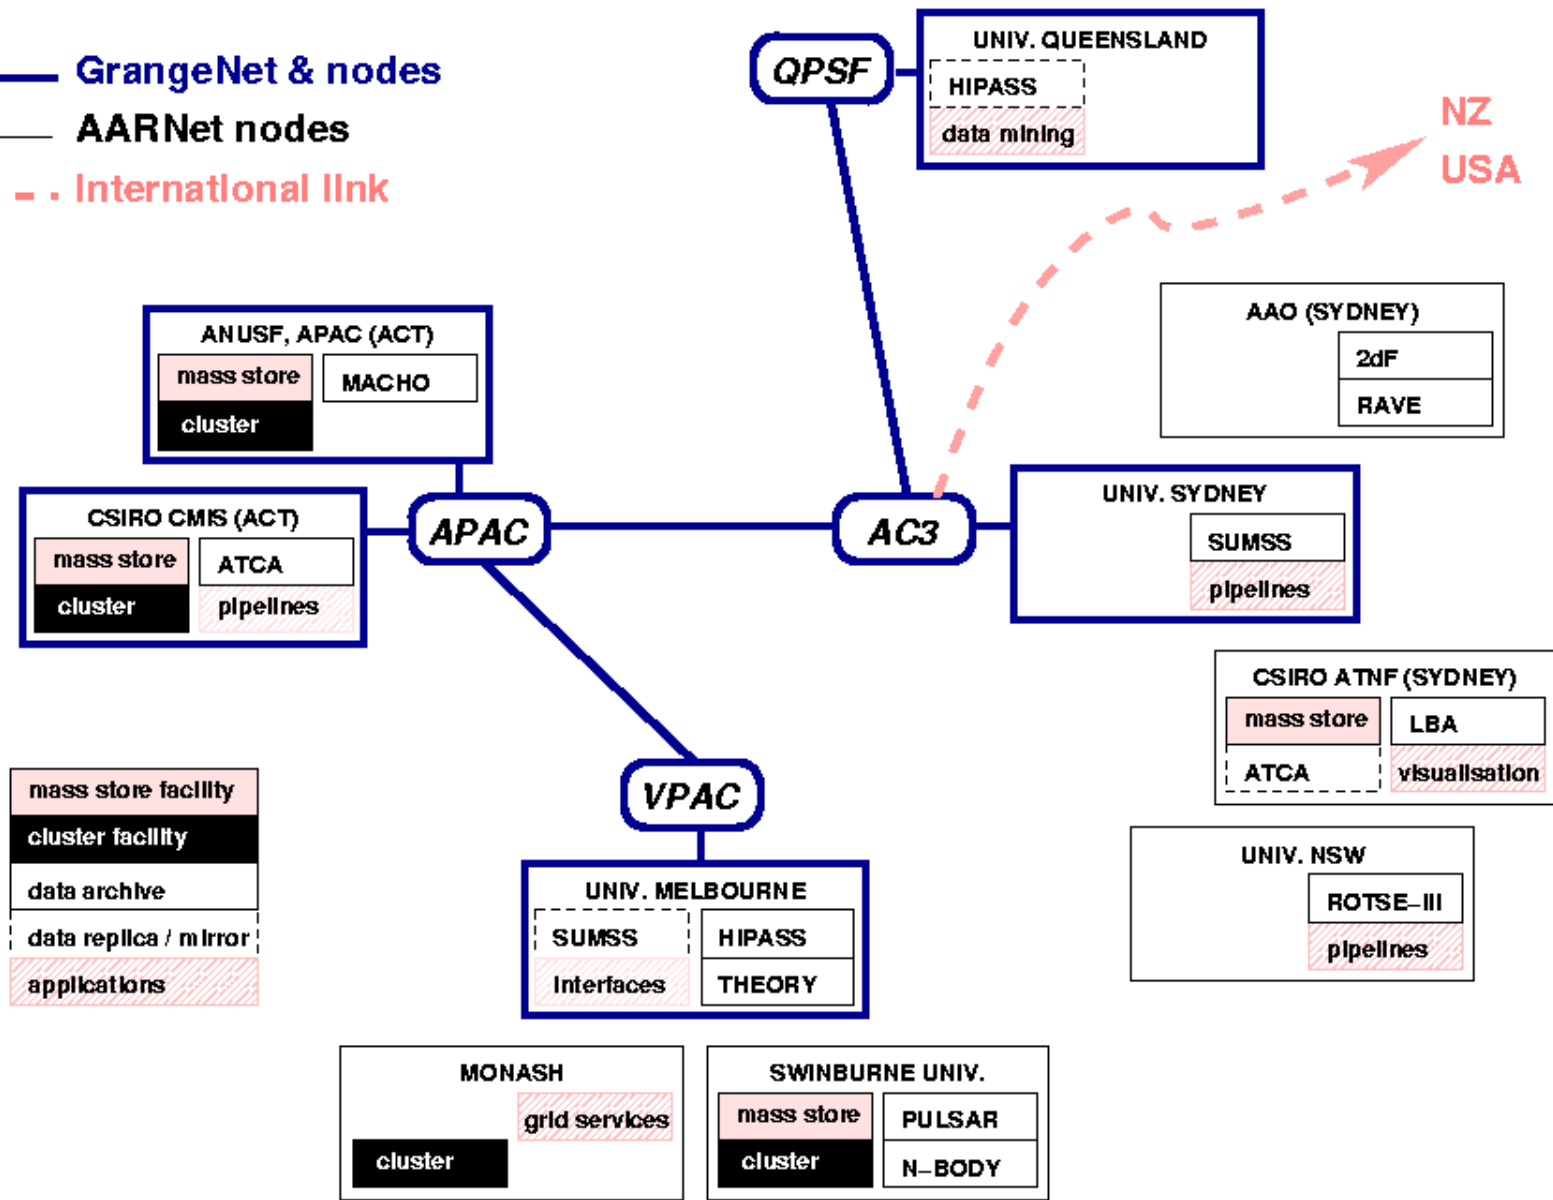 GrangeNet & nodes
AARNet nodes
International link
QPSF
UNIV. QUEENSLAND
HIPASS
data mining
NZ
USA
AAO (SYDNEY)
2dF
RAVE
ANUSF, APAC (ACT)
mass store
MACHO
cluster
CSIRO CMIS (ACT)
mass store
ATCA
cluster
pipelines
APAC
AC3
UNIV. SYDNEY
SUMSS
pipelines
CSIRO ATNF (SYDNEY)
mass store
LBA
ATCA
visualisation
VPAC
mass store facility
cluster facility
data archive
data replica / mirror
applications
UNIV. MELBOURNE
SUMSS
HIPASS
interfaces
THEORY
UNIV. NSW
ROTSE-III
pipelines
MONASH
grid services
cluster
SWINBURNE UNIV.
mass store
PULSAR
cluster
N-BODY